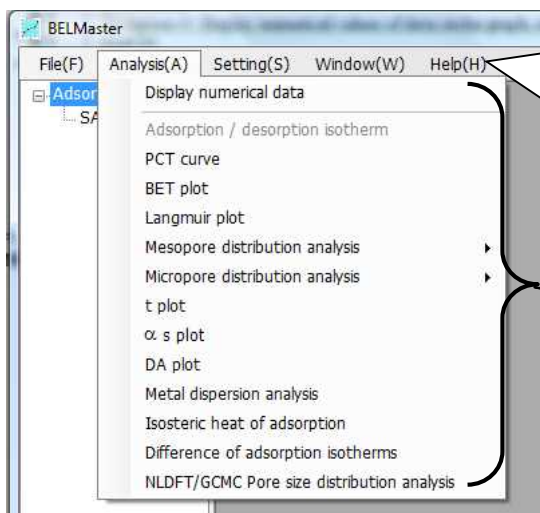 BELMaster
File(F) Analysis(A) Setting(S) Window(W) Help(H)
Adsor
SA
Display numerical data
Adsorption / desorption isotherm
PCT curve
BET plot
Langmuir plot
Mesopore distribution analysis
Micropore distribution analysis
t plot
α s plot
DA plot
Metal dispersion analysis
Isosteric heat of adsorption
Difference of adsorption isotherms
NLDFT/GCMC Pore size distribution analysis